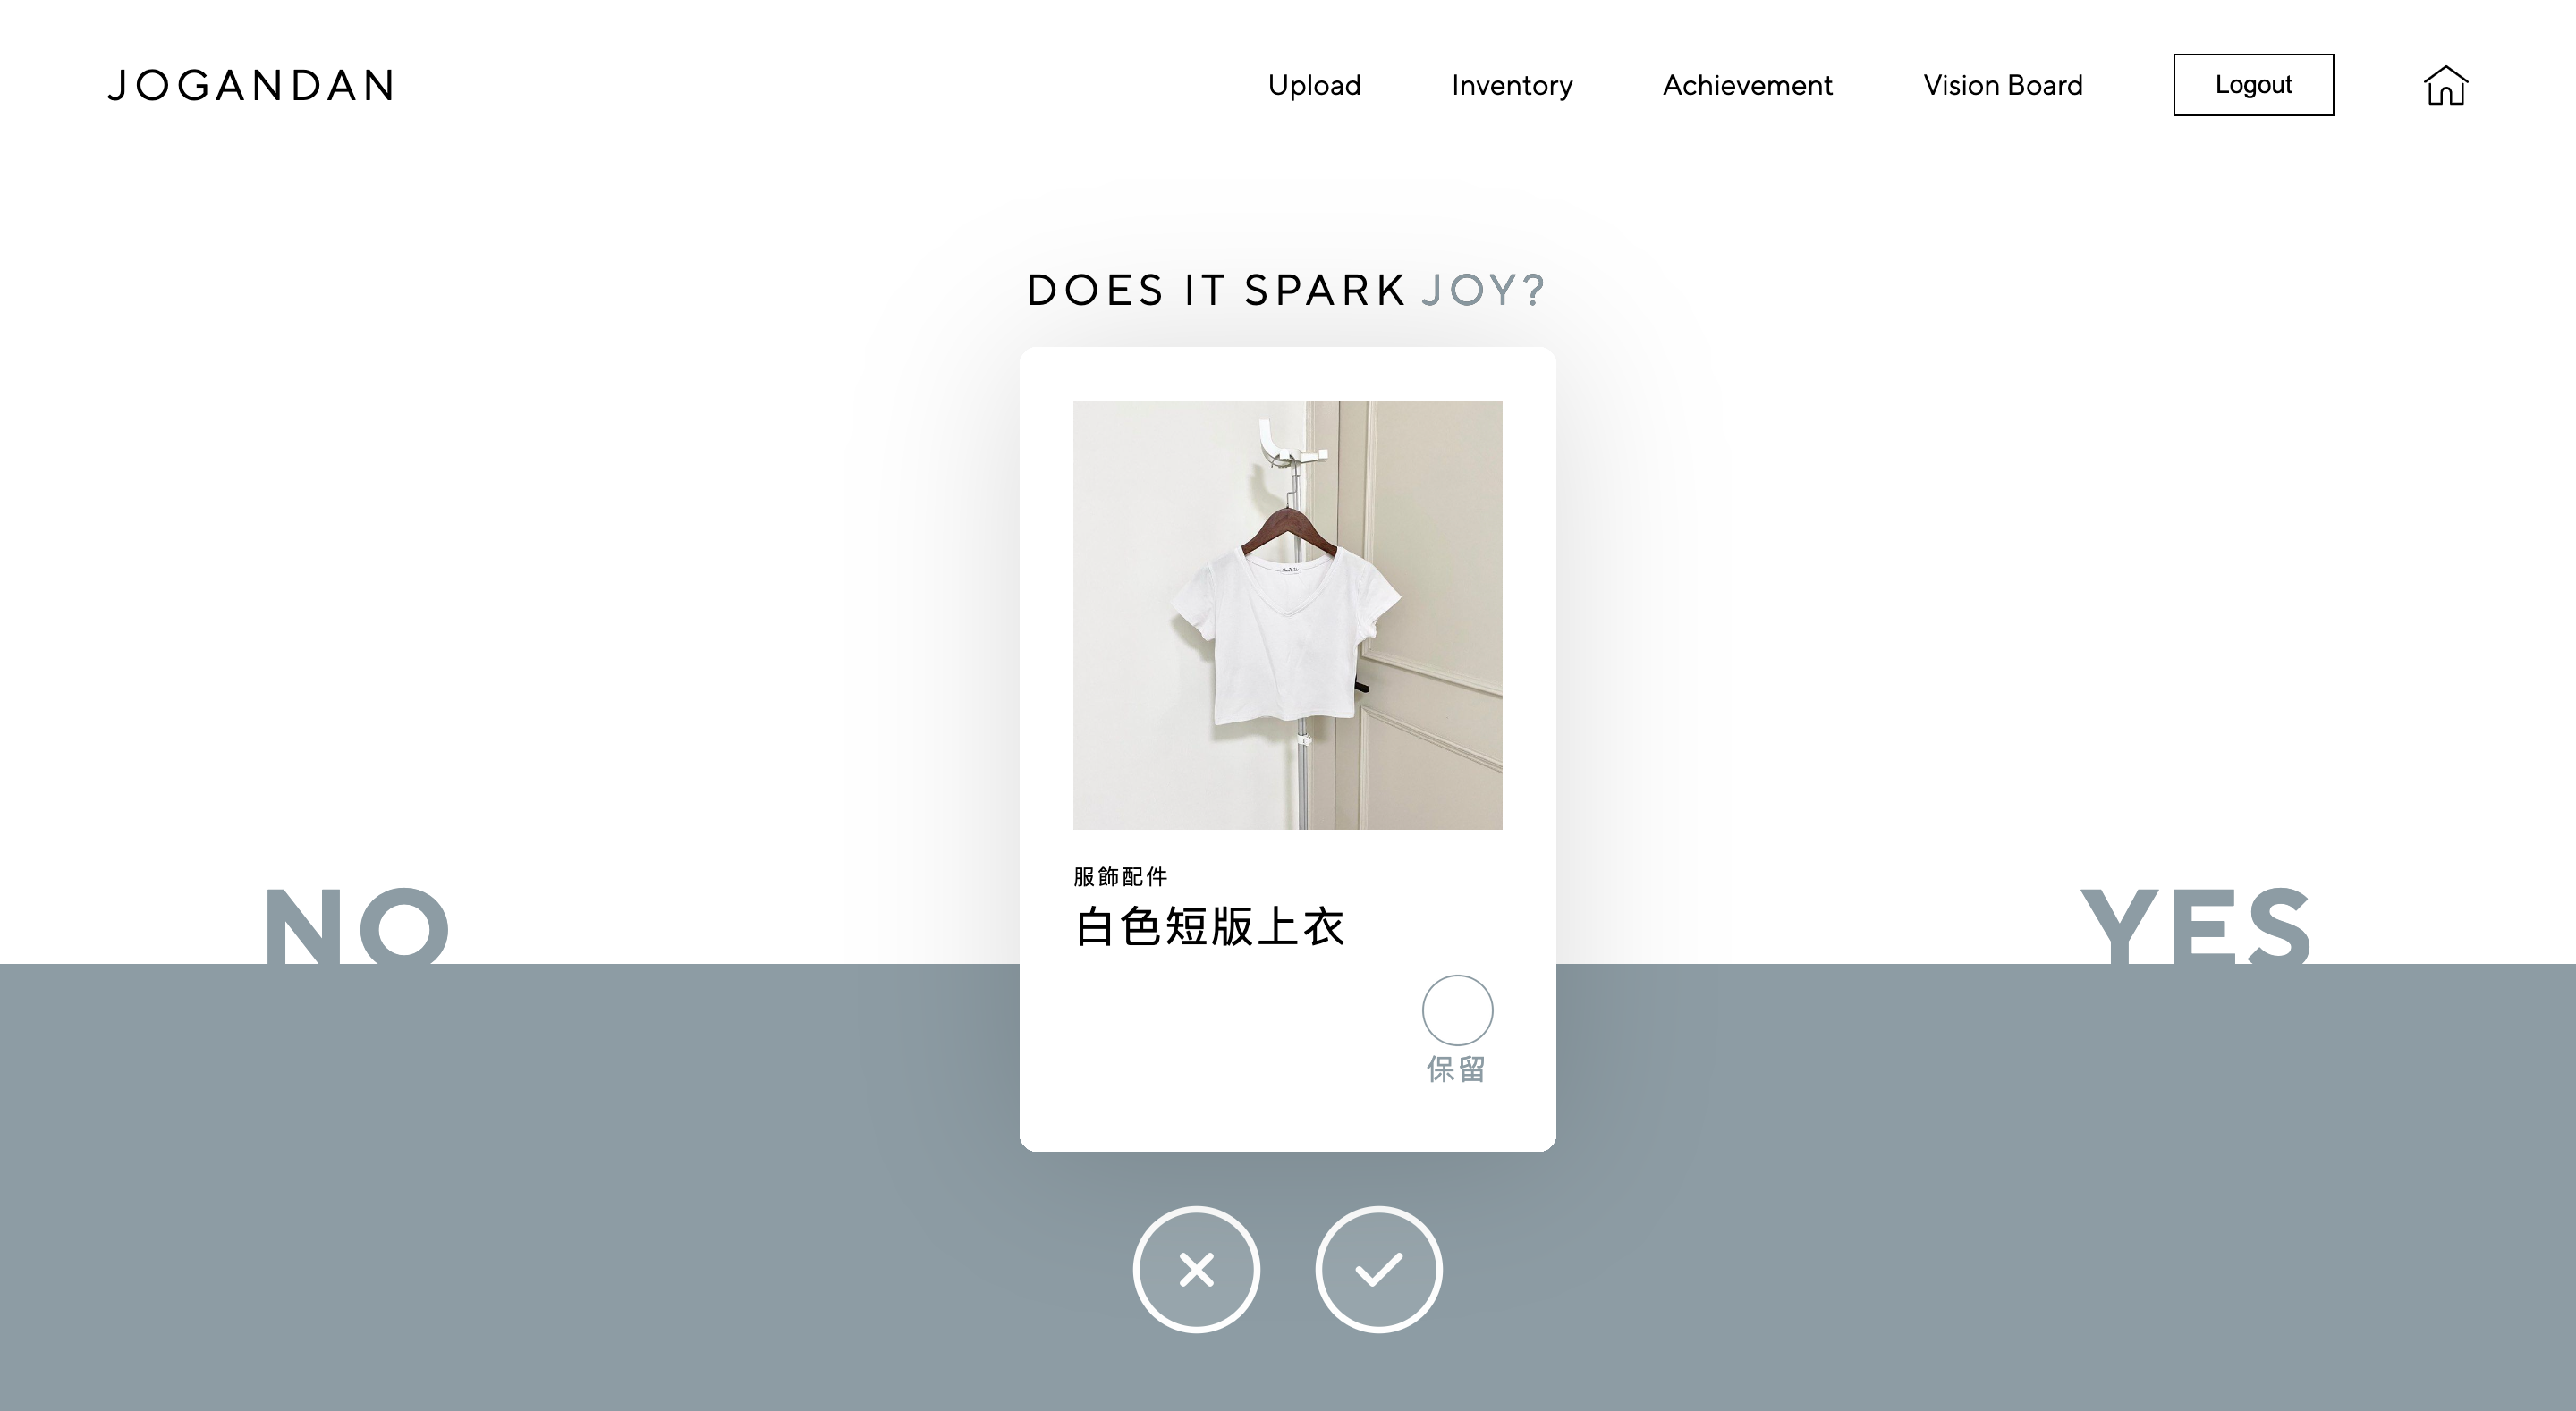 JOGANDAN
Upload
Inventory
Achievement
Vision Board
Logout
DOES IT SPARK JOY?
服飾配件
白色短版上衣
NO
YES
保留